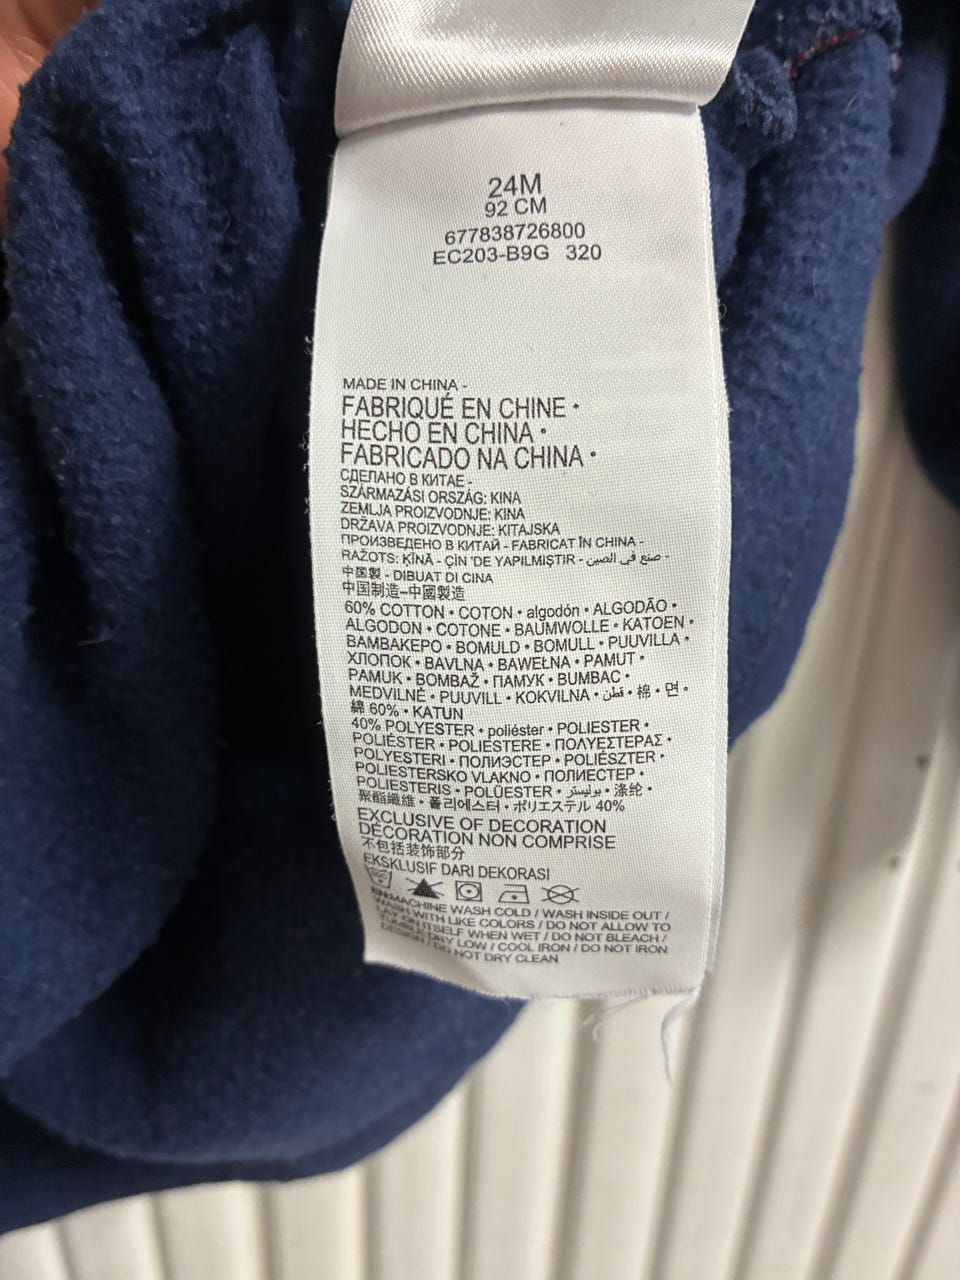 24M
92 CM
677838726800
EC203-B9G 320
MADE IN CHINA -
FABRIQUÉ EN CHINE •
HECHO EN CHINA •
FABRICADO NA CHINA •
СДЕЛАНО В КИТАЕ -
SZÁRMAZÁSI ORSZÁG: KINA
ZEMLJA PROIZVODNJE: KINA
DRŽAVA PROIZVODNJE: KITAJSKA
ПРОИЗВЕДЕНО В КИТАЙ - FABRICAT ÎN CHINA -
RAŽOTS: ĶĪNĀ - ÇİN 'DE YAPILMIŞTIR - صنع في الصين -
中国製 - DIBUAT DI CINA
中国制造–中國製造
60% COTTON • COTON • algodón • ALGODÃO •
ALGODON • COTONE • BAUMWOLLE • KATOEN •
ΒΑΜΒΑΚΕΡΟ • BOMULD • BOMULL • PUUVILLA •
ХЛОПОК • BAVLNA • BAWEŁNA • PAMUT •
PAMUK • BOMBAŽ • ПАМУК • BUMBAC •
MEDVILNĖ • PUUVILL • KOKVILNA • قطن • 棉 • 면 •
綿 60% • KATUN
40% POLYESTER • poliéster • POLIESTER •
POLIÉSTER • POLIESTERE • ΠΟΛΥΕΣΤΕΡΑΣ •
POLYESTERI • ПОЛИЭСТЕР • POLIÉSZTER •
POLIESTERSKO VLAKNO • ПОЛИЕСТЕР •
POLIESTERIS • POLÜESTER • بوليستر • 涤纶 •
聚酯纖維 • 폴리에스터 • ポリエステル 40%
EXCLUSIVE OF DECORATION
DÉCORATION NON COMPRISE
不包括装饰部分
EKSKLUSIF DARI DEKORASI
EN:MACHINE WASH COLD / WASH INSIDE OUT /
WASH WITH LIKE COLORS / DO NOT ALLOW TO
LAY ON ITSELF WHEN WET / DO NOT BLEACH /
TUMBLE DRY LOW / COOL IRON / DO NOT IRON
DESIGN / DO NOT DRY CLEAN